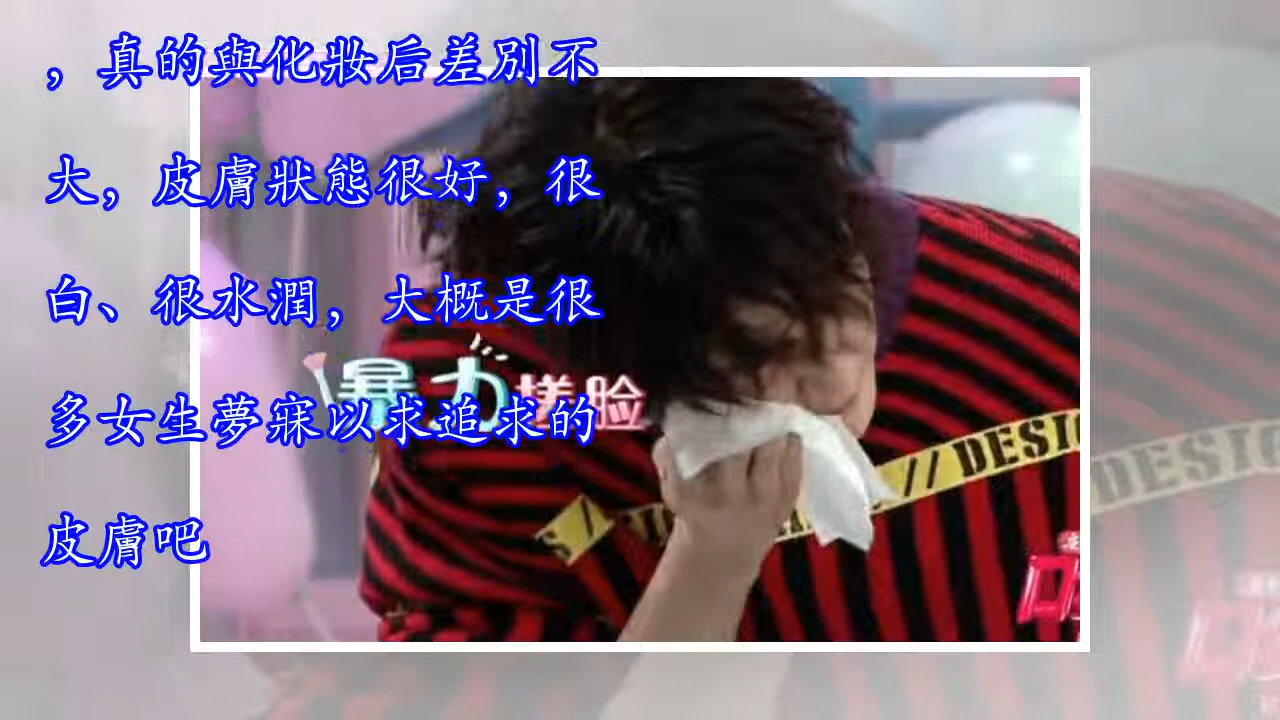 ，真的與化妝后差別不
大，皮膚狀態很好，很
白、很水潤，大概是很
多女生夢寐以求追求的
皮膚吧
暴力搓脸
// DESIG